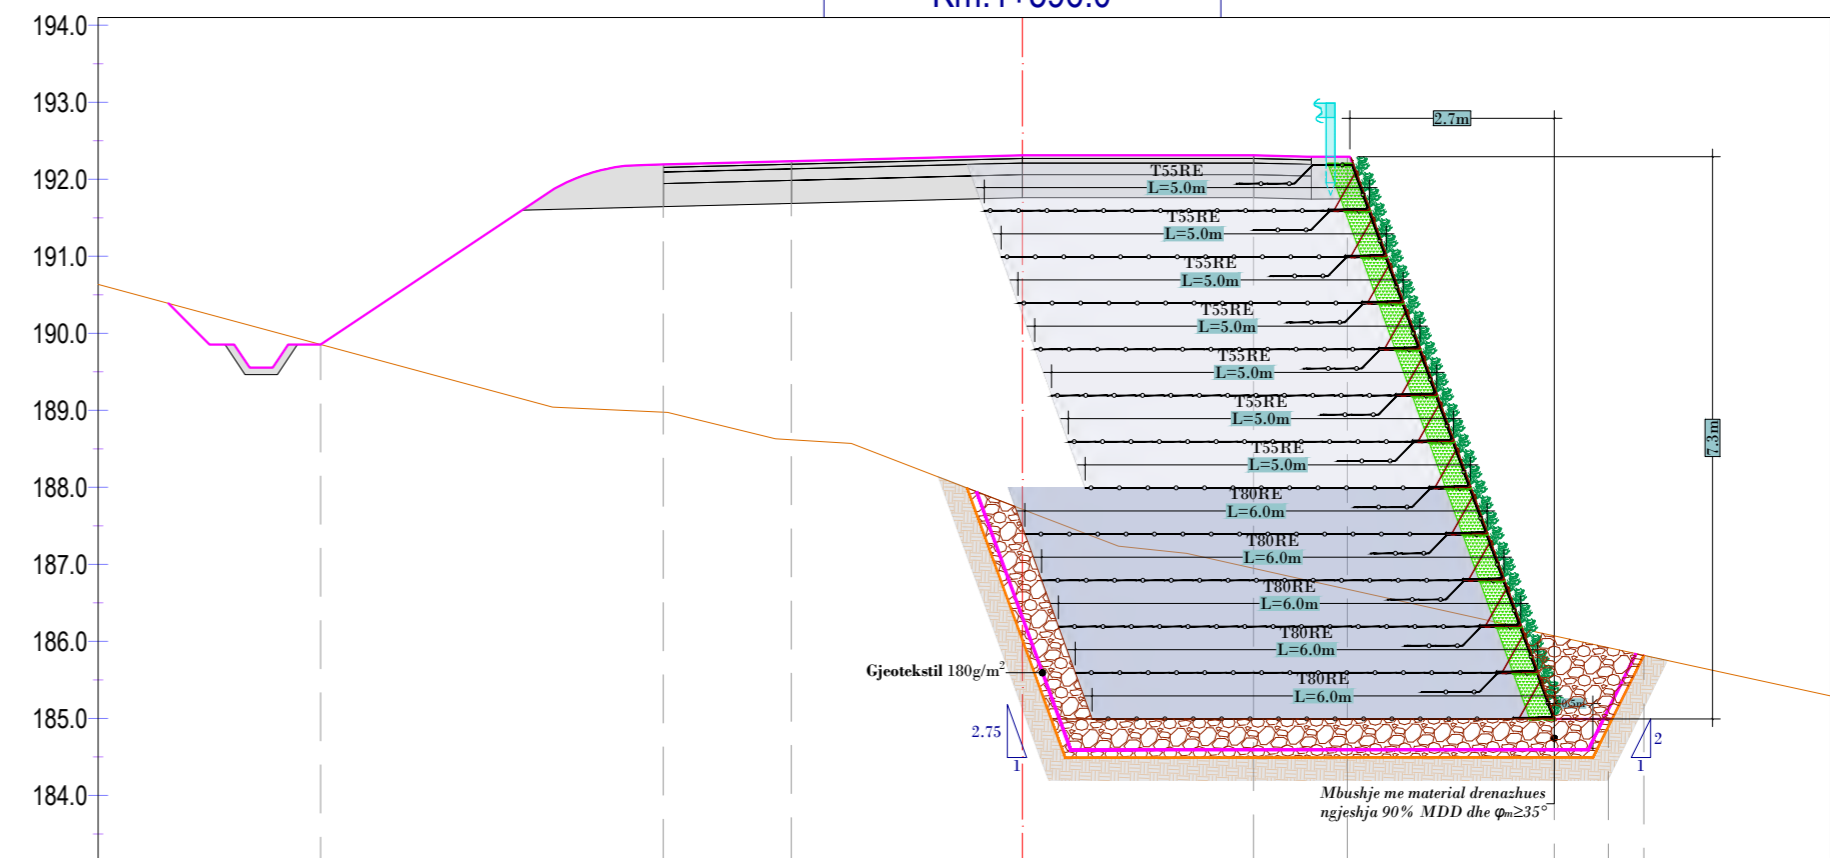 194.0
193.0
2.7m
192.0
T55RE
L=5.0m
T55RE
L=5.0m
191.0
T55RE
L=5.0m
190.0
T55RE
L=5.0m
T55RE
L=5.0m
189.0
T55RE
L=5.0m
7.3m
T55RE
L=5.0m
188.0
T80RE
L=6.0m
187.0
T80RE
L=6.0m
T80RE
L=6.0m
186.0
T80RE
L=6.0m
Gjeotekstil 180g/m²
T80RE
L=6.0m
185.0
2.75
1
2
1
184.0
Mbushje me material drenazhues
ngjeshja 90% MDD dhe φm≥35°